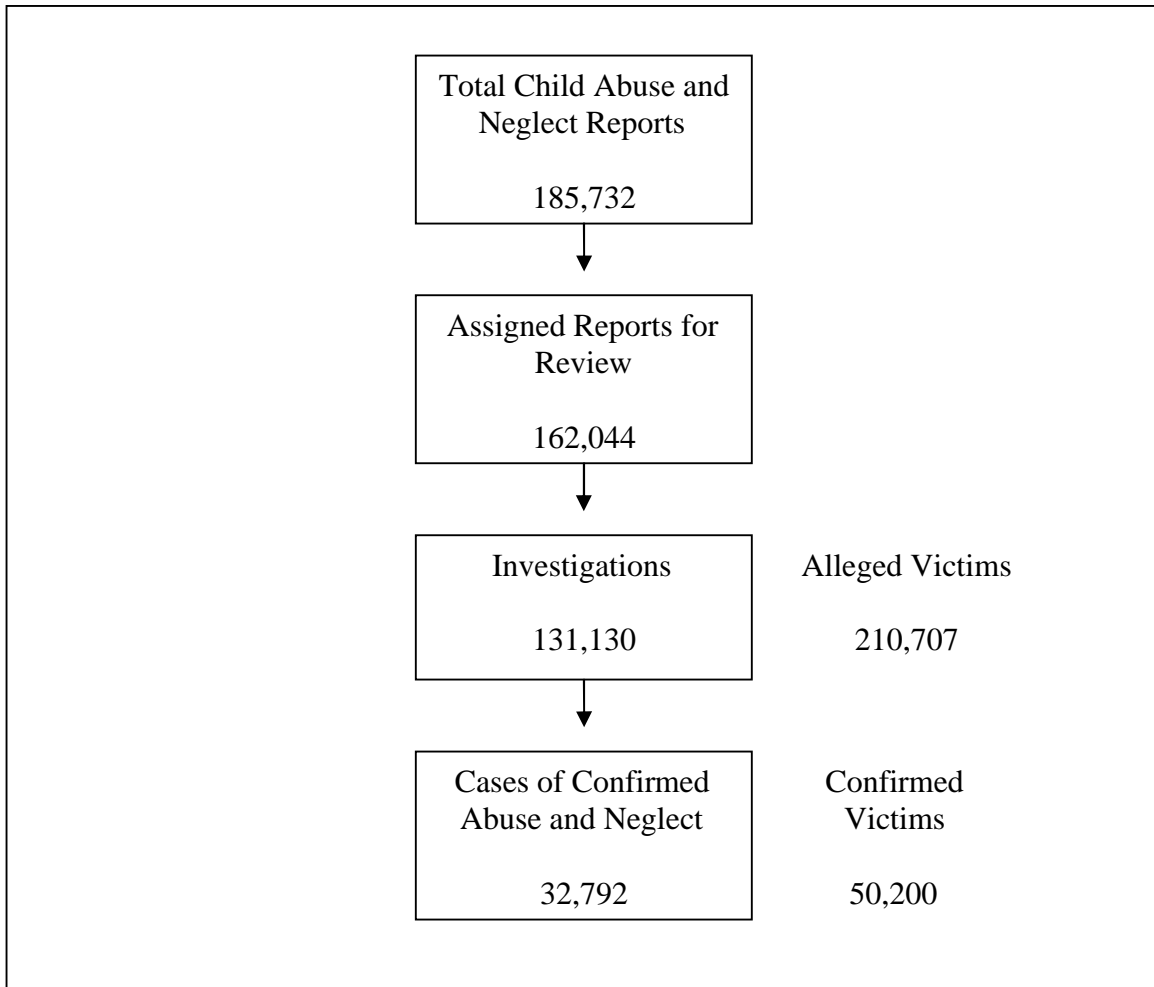 Total Child Abuse and
Neglect Reports
185,732
Assigned Reports for
Review
162,044
Investigations
131,130
Alleged Victims
210,707
Cases of Confirmed
Abuse and Neglect
32,792
Confirmed
Victims
50,200